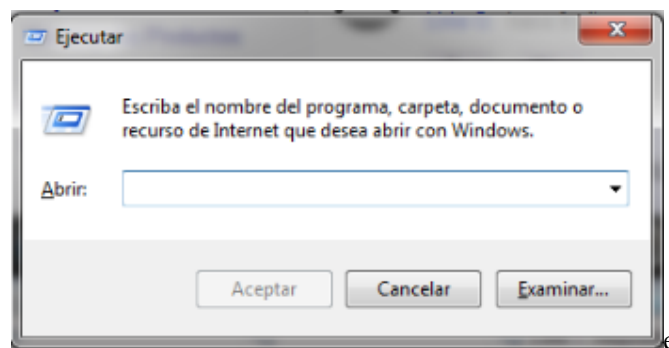 Ejecutar
Escriba el nombre del programa, carpeta, documento o
recurso de Internet que desea abrir con Windows.
Abrir:
Aceptar
Cancelar
Examinar...